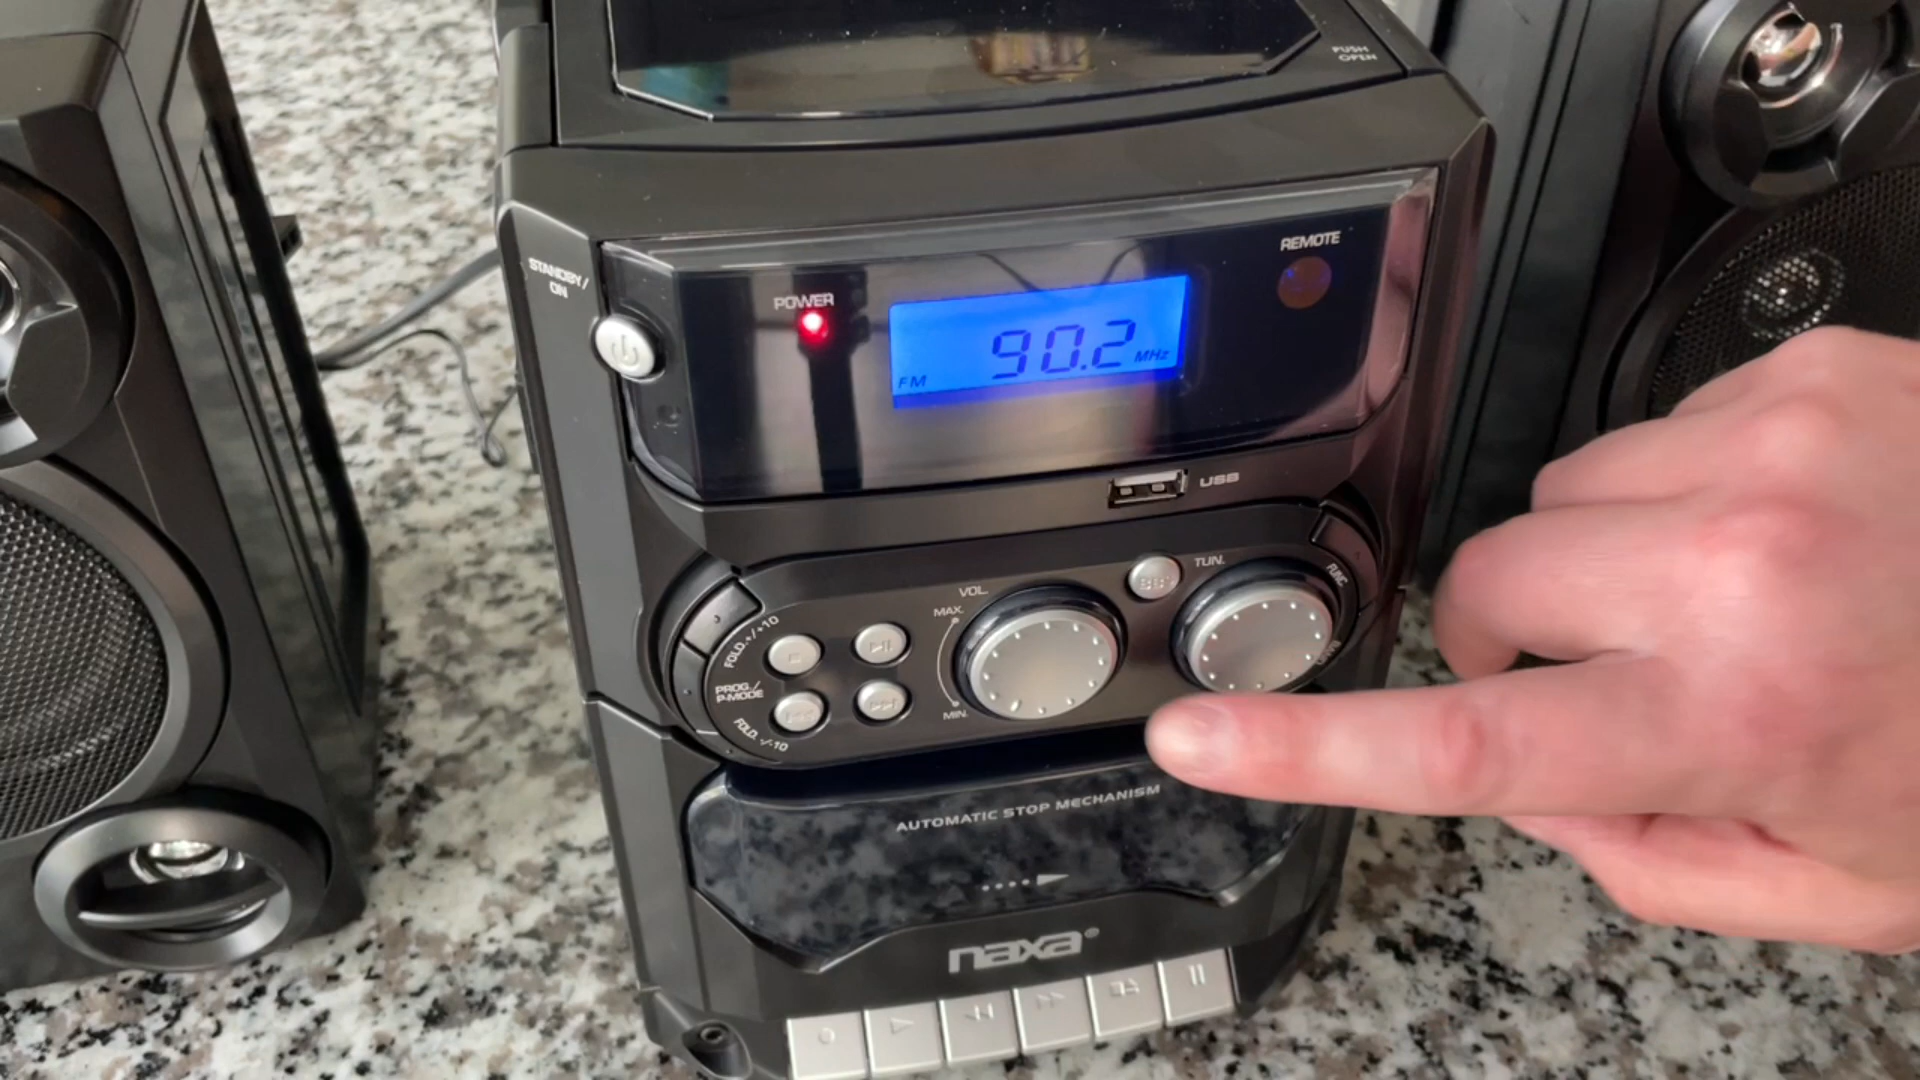 PUSH
OPEN
STANDBY/
ON
POWER
REMOTE
90.2
FM
MHz
USB
TUN.
VOL.
MAX.
MIN.
FUNC
BAND
FOLD.+/+10
PROG./
P-MODE
FOLD. -/-10
AUTOMATIC STOP MECHANISM
naxa®